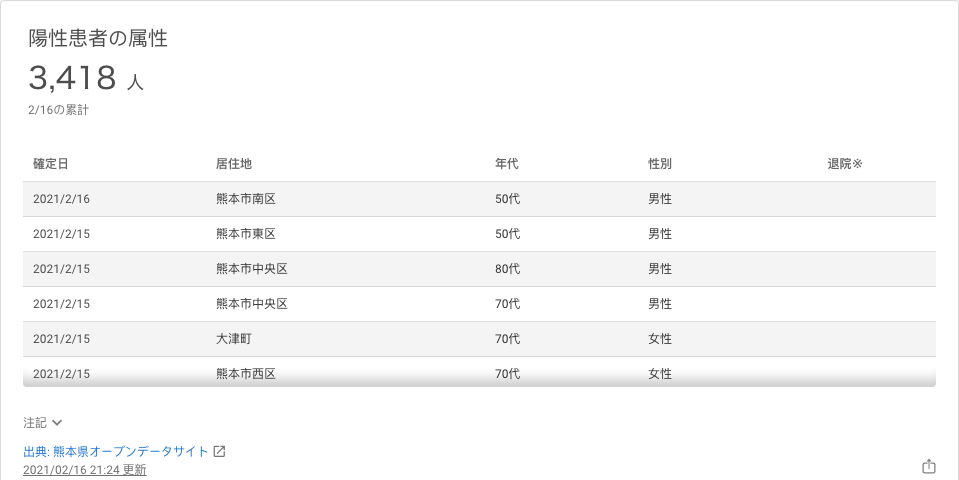 陽性患者の属性
3,418 人
2/16の累計
確定日 居住地 年代 性別 退院※
2021/2/16 熊本市南区 50代 男性
2021/2/15 熊本市東区 50代 男性
2021/2/15 熊本市中央区 80代 男性
2021/2/15 熊本市中央区 70代 男性
2021/2/15 大津町 70代 女性
2021/2/15 熊本市西区 70代 女性
注記
出典: 熊本県オープンデータサイト
2021/02/16 21:24 更新